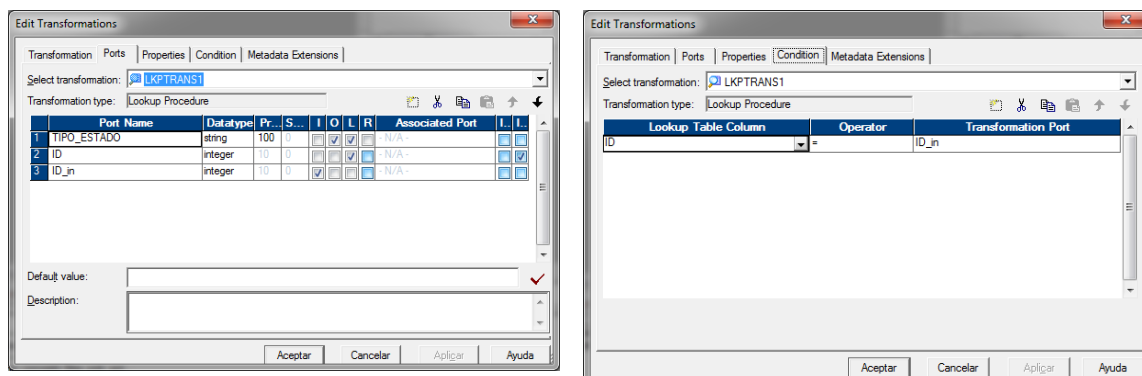 Edit Transformations
Transformation Ports Properties Condition Metadata Extensions
Select transformation: LKPTRANS1
Transformation type: Lookup Procedure
Port Name Datatype Pr... S... I O L R Associated Port I.. I..
1 TIPO_ESTADO string 100 0 - N/A -
2 ID integer 10 0 - N/A -
3 ID_in integer 10 0 - N/A -
Default value:
Description:
Aceptar Cancelar Aplicar Ayuda
Edit Transformations
Transformation Ports Properties Condition Metadata Extensions
Select transformation: LKPTRANS1
Transformation type: Lookup Procedure
Lookup Table Column Operator Transformation Port
ID = ID_in
Aceptar Cancelar Aplicar Ayuda